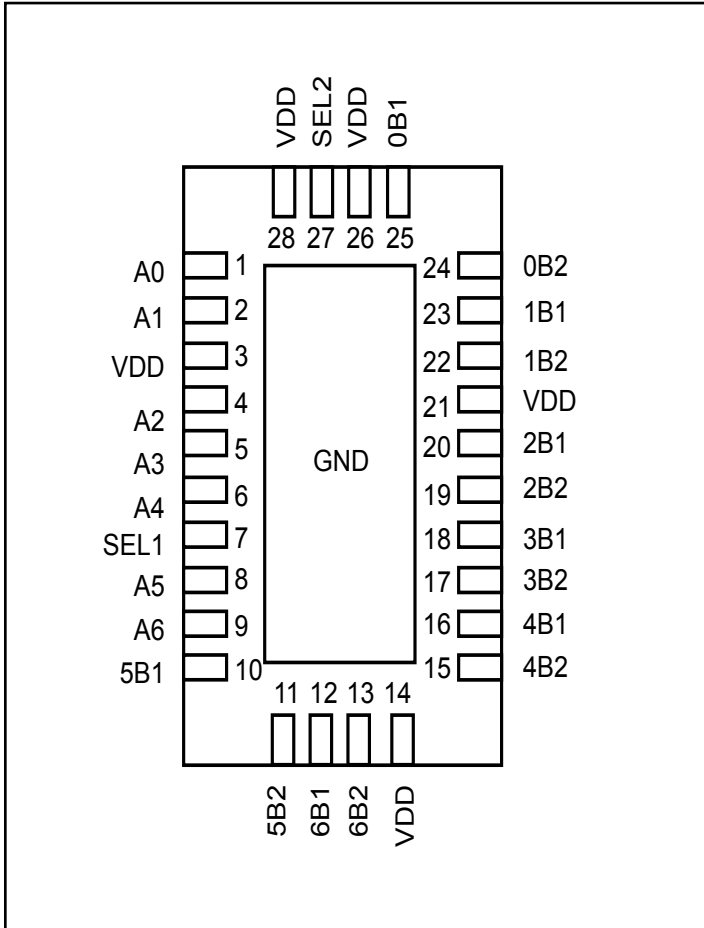 VDD
SEL2
VDD
0B1
28 27 26 25
A0 1 24 0B2
A1 2 23 1B1
VDD 3 22 1B2
A2 4 21 VDD
A3 5 20 2B1
GND
A4 6 19 2B2
SEL1 7 18 3B1
A5 8 17 3B2
A6 9 16 4B1
5B1 10 15 4B2
11 12 13 14
5B2
6B1
6B2
VDD